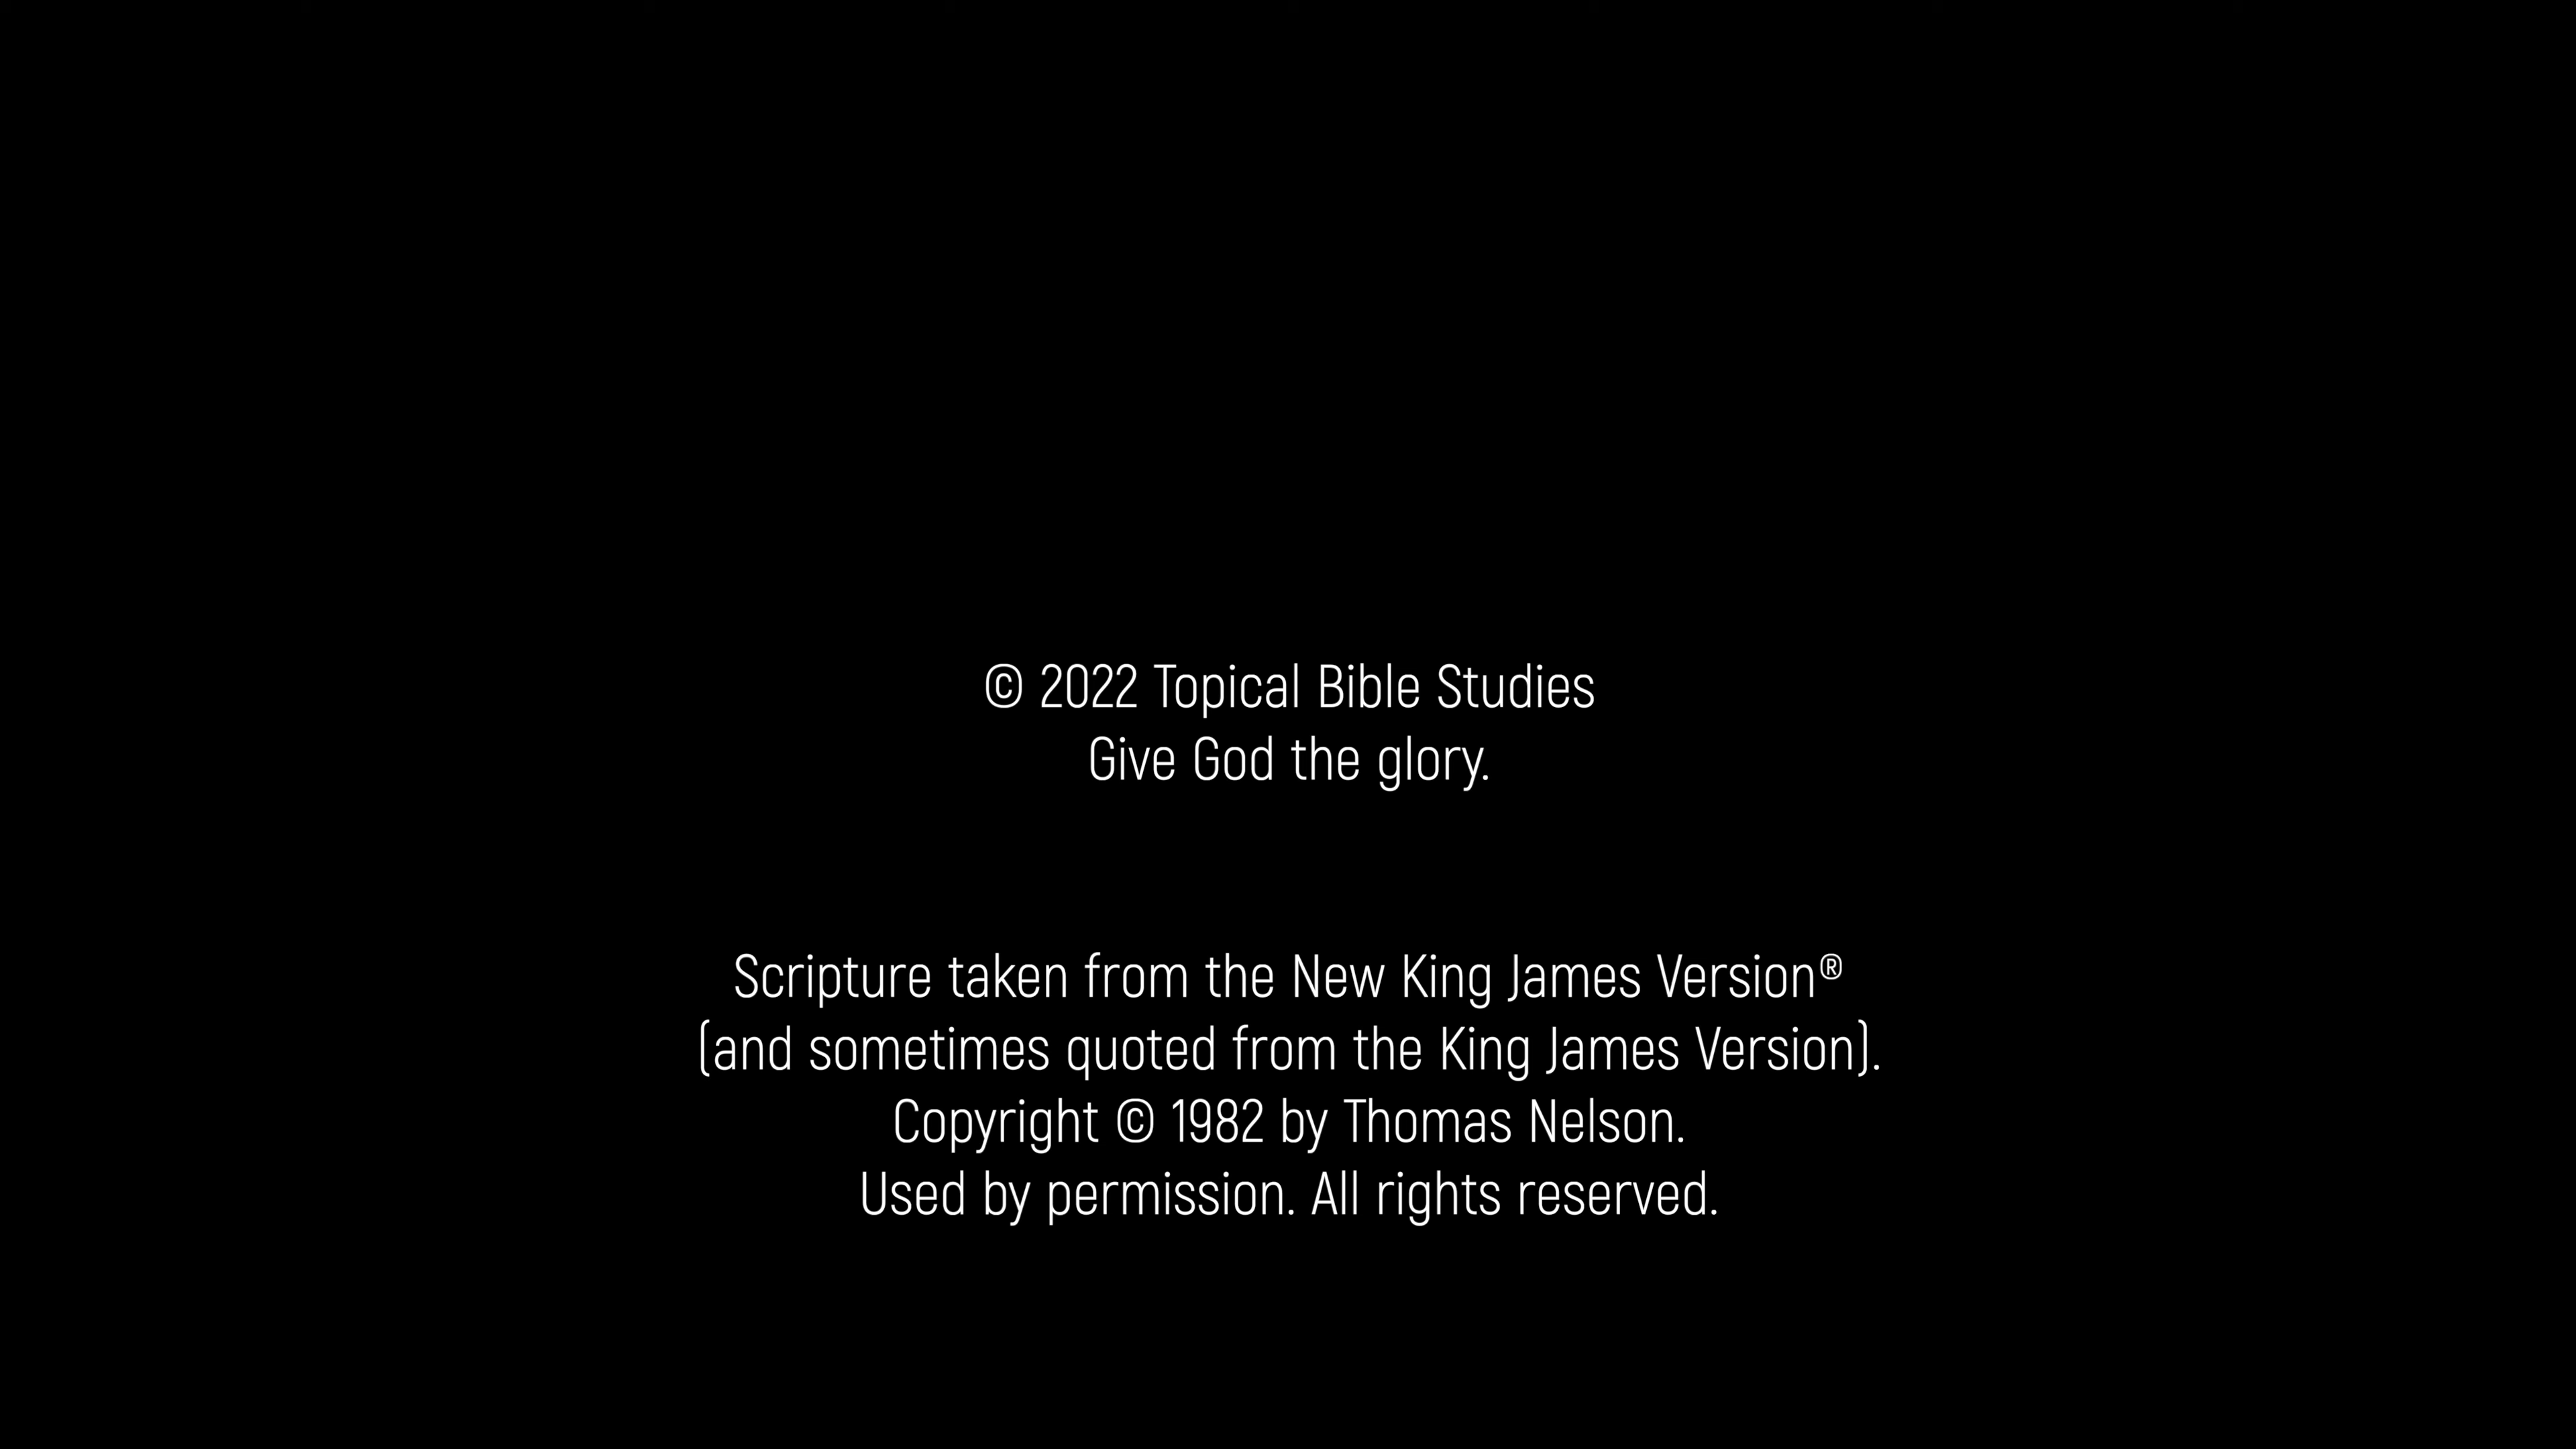 © 2022 Topical Bible Studies
Give God the glory.
Scripture taken from the New King James Version®
(and sometimes quoted from the King James Version).
Copyright © 1982 by Thomas Nelson.
Used by permission. All rights reserved.